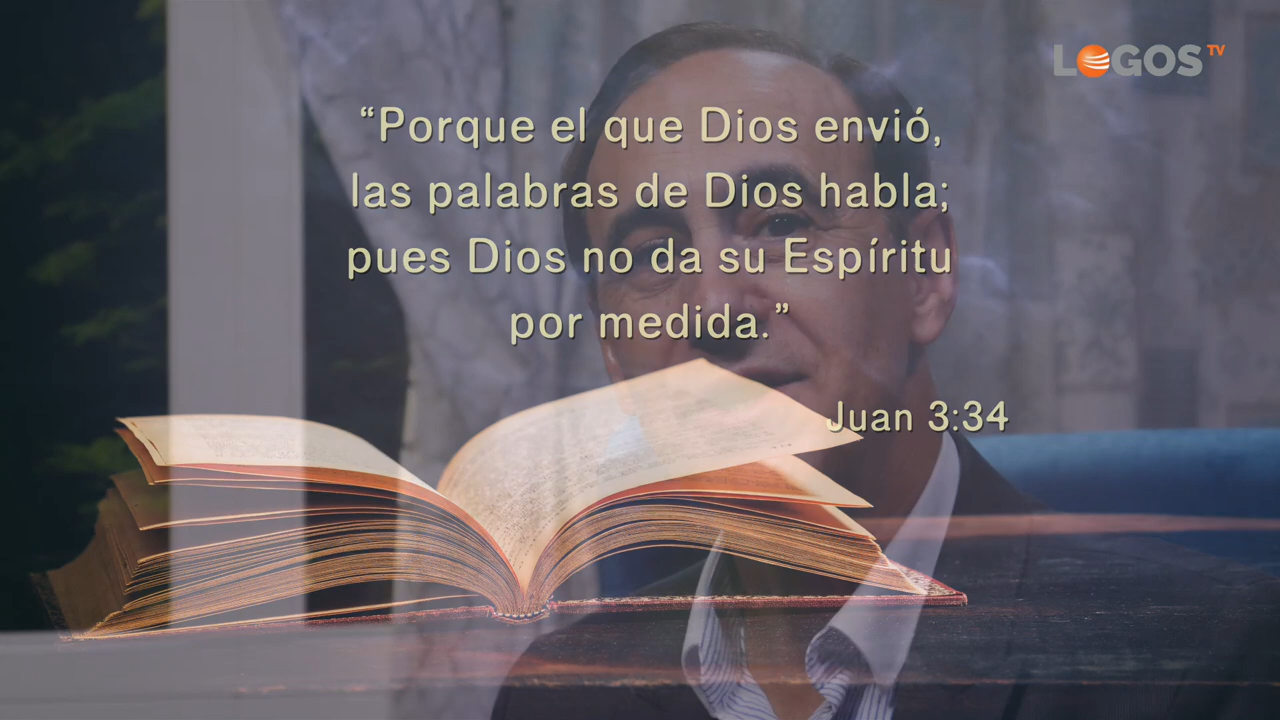 LOGOS TV
“Porque el que Dios envió,
las palabras de Dios habla;
pues Dios no da su Espíritu
por medida.”
Juan 3:34